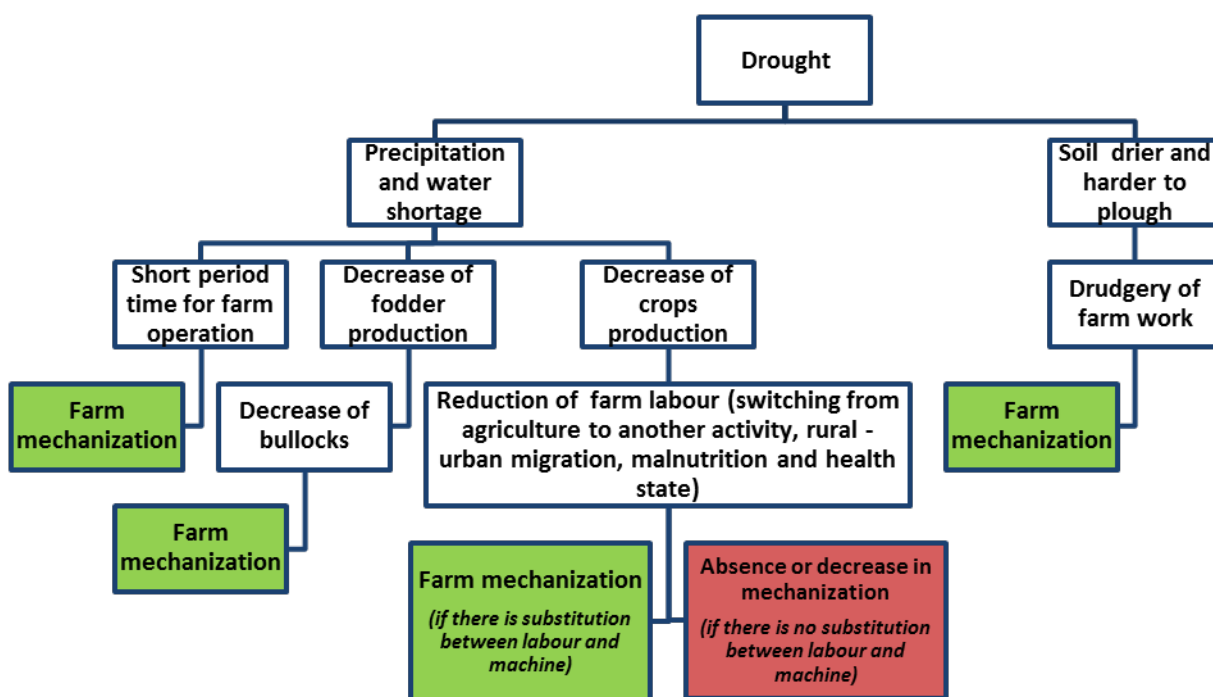 Drought
Precipitation
and water
shortage
Soil drier and
harder to
plough
Short period
time for farm
operation
Decrease of
fodder
production
Decrease of
crops
production
Drudgery of
farm work
Farm
mechanization
Decrease of
bullocks
Reduction of farm labour (switching from
agriculture to another activity, rural -
urban migration, malnutrition and health
state)
Farm
mechanization
Farm
mechanization
Farm mechanization
(if there is substitution
between labour and
machine)
Absence or decrease in
mechanization
(if there is no substitution
between labour and
machine)